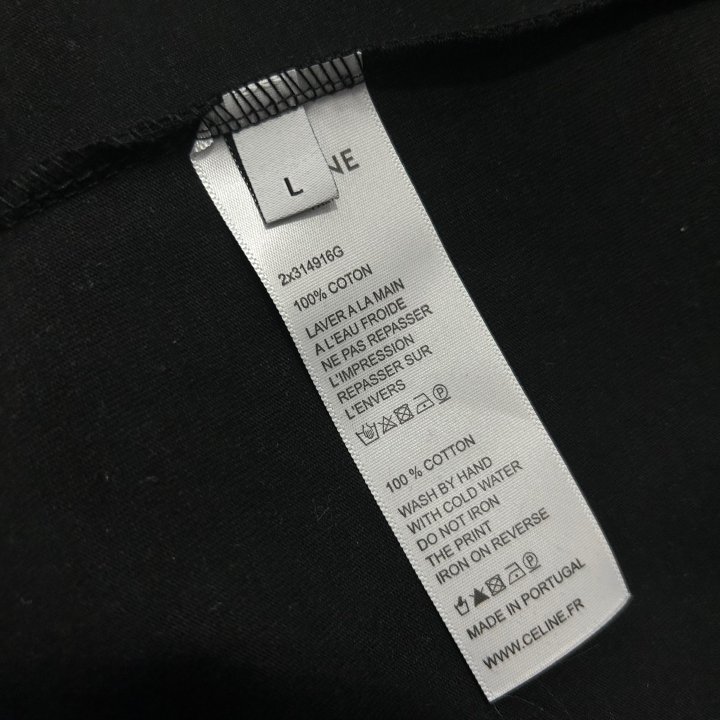 NE
L
2x314916G
100% COTON
LAVER A LA MAIN
A L'EAU FROIDE
NE PAS REPASSER
L'IMPRESSION
REPASSER SUR
L'ENVERS
100 % COTTON
WASH BY HAND
WITH COLD WATER
DO NOT IRON
THE PRINT
IRON ON REVERSE
MADE IN PORTUGAL
WWW.CELINE.FR